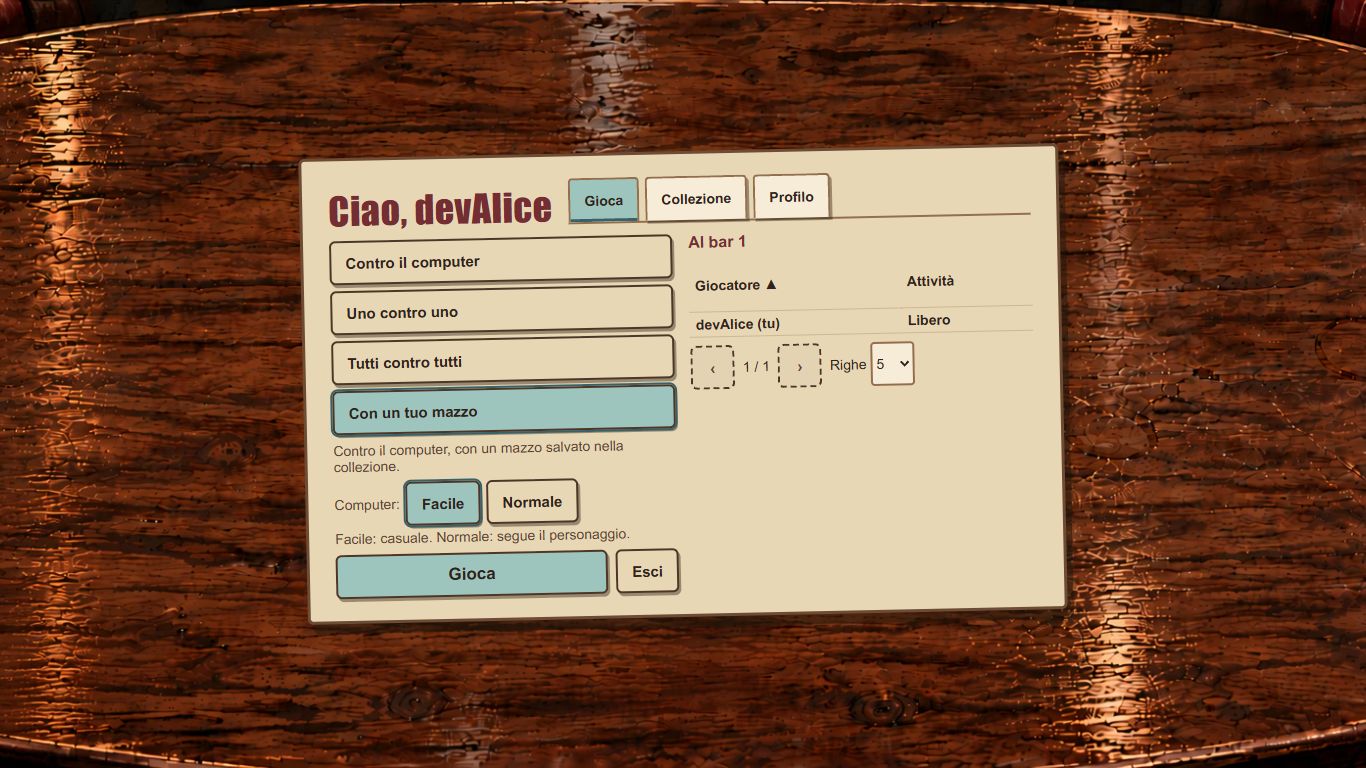 Ciao, devAlice
Gioca
Collezione
Profilo
Contro il computer
Uno contro uno
Tutti contro tutti
Con un tuo mazzo
Contro il computer, con un mazzo salvato nella
collezione.
Computer:
Facile
Normale
Facile: casuale. Normale: segue il personaggio.
Gioca
Esci
Al bar 1
Giocatore ▲
Attività
devAlice (tu)
Libero
‹ 1 / 1 › Righe 5